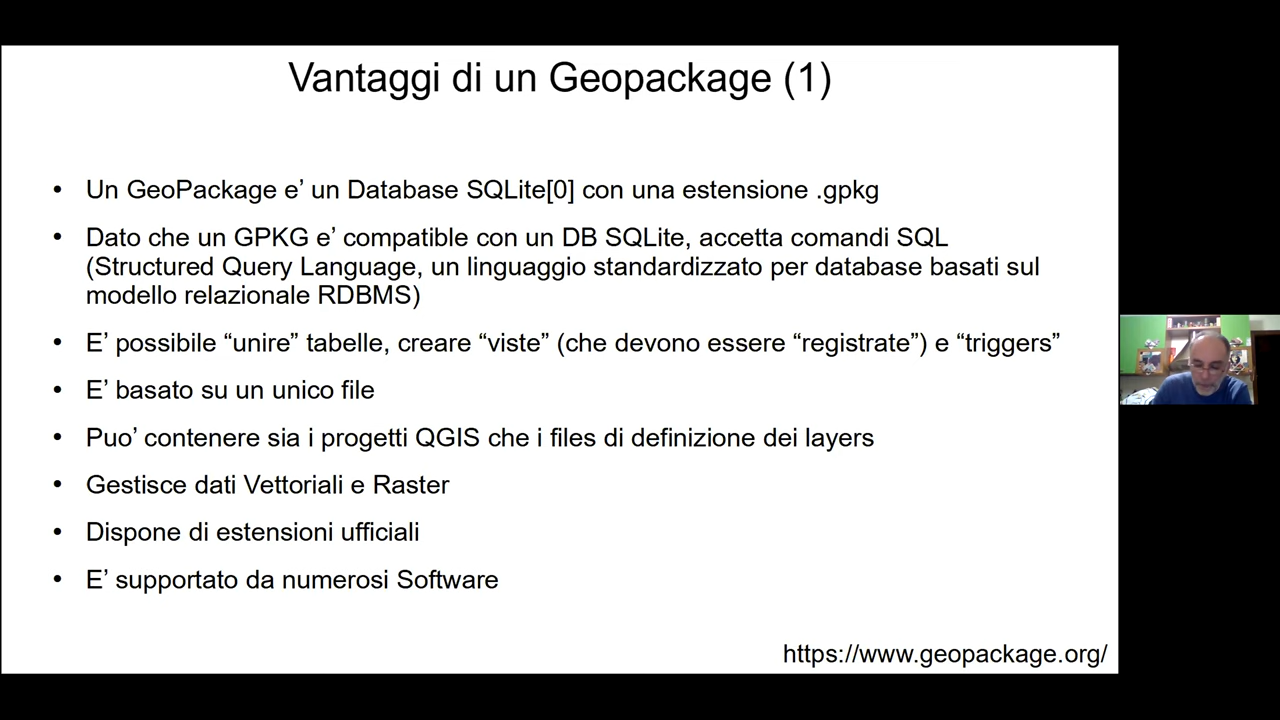 Vantaggi di un Geopackage (1)
• Un GeoPackage e’ un Database SQLite[0] con una estensione .gpkg
• Dato che un GPKG e’ compatible con un DB SQLite, accetta comandi SQL
(Structured Query Language, un linguaggio standardizzato per database basati sul
modello relazionale RDBMS)
• E’ possibile “unire” tabelle, creare “viste” (che devono essere “registrate”) e “triggers”
• E’ basato su un unico file
• Puo’ contenere sia i progetti QGIS che i files di definizione dei layers
• Gestisce dati Vettoriali e Raster
• Dispone di estensioni ufficiali
• E’ supportato da numerosi Software
https://www.geopackage.org/